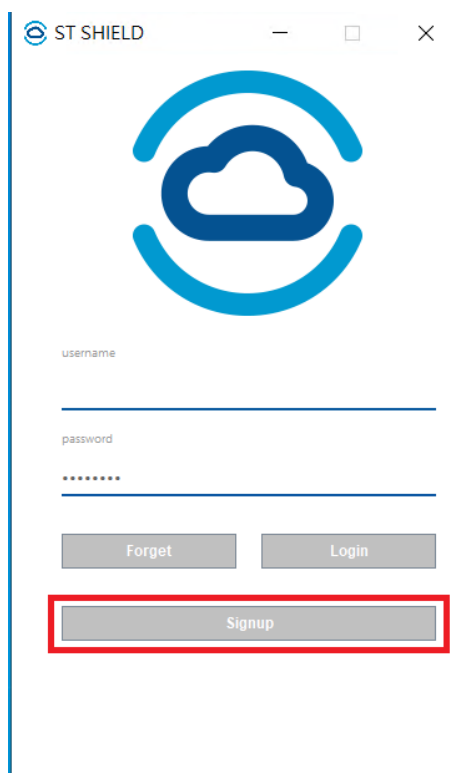 ST SHIELD
username
password
••••••••
Forget Login
Signup